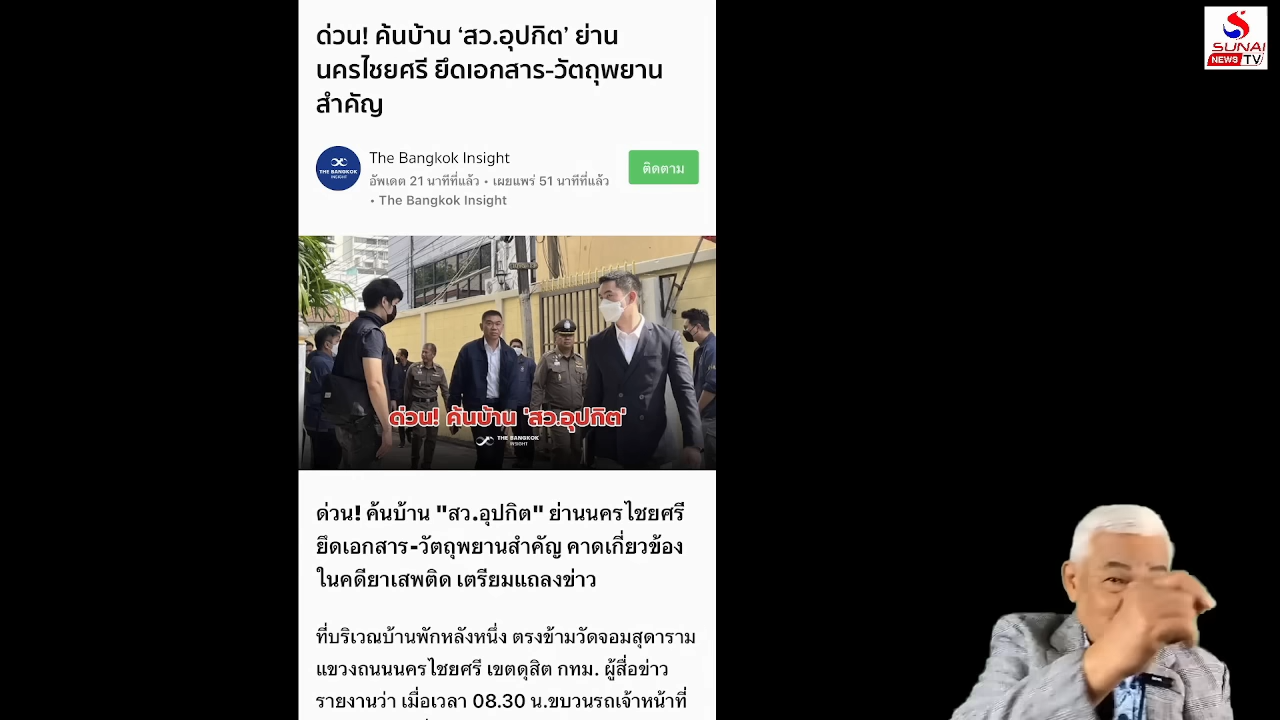 ด่วน! ค้นบ้าน ‘สว.อุปกิต’ ย่าน
นครไชยศรี ยึดเอกสาร-วัตถุพยาน
สำคัญ
SUNAI
NEWS TV
The Bangkok Insight
อัพเดต 21 นาทีที่แล้ว • เผยแพร่ 51 นาทีที่แล้ว
• The Bangkok Insight
ติดตาม
THE BANGKOK
INSIGHT
ด่วน! ค้นบ้าน 'สว.อุปกิต'
THE BANGKOK
INSIGHT
ด่วน! ค้นบ้าน "สว.อุปกิต" ย่านนครไชยศรี
ยึดเอกสาร-วัตถุพยานสำคัญ คาดเกี่ยวข้อง
ในคดียาเสพติด เตรียมแถลงข่าว
ที่บริเวณบ้านพักหลังหนึ่ง ตรงข้ามวัดจอมสุดาราม
แขวงถนนนครไชยศรี เขตดุสิต กทม. ผู้สื่อข่าว
รายงานว่า เมื่อเวลา 08.30 น.ขบวนรถเจ้าหน้าที่